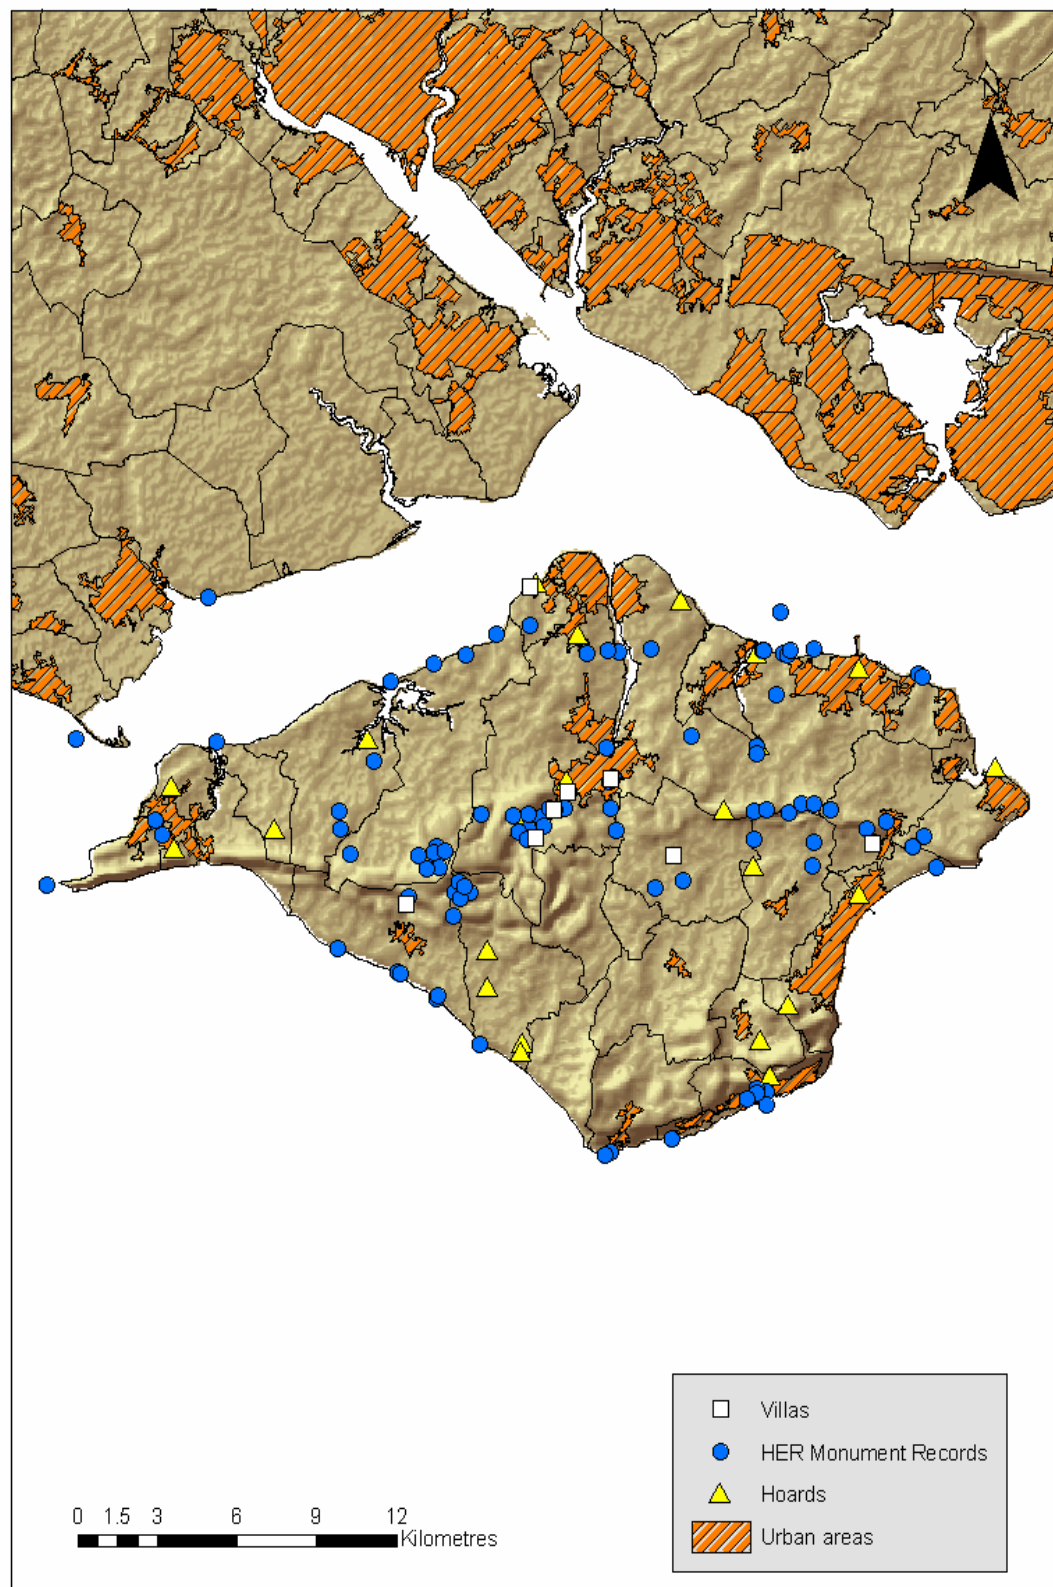 N
Villas
HER Monument Records
Hoards
Urban areas
0 1.5 3 6 9 12
Kilometres